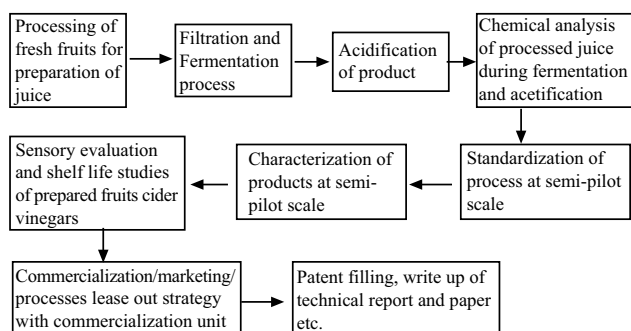 Processing of
fresh fruits for
preparation of
juice
Filtration and
Fermentation
process
Acidification
of product
Chemical analysis
of processed juice
during fermentation
and acetification
Standardization of
process at semi-pilot
scale
Characterization of
products at semi-
pilot scale
Sensory evaluation
and shelf life studies
of prepared fruits cider
vinegars
Commercialization/marketing/
processes lease out strategy
with commercialization unit
Patent filling, write up of
technical report and paper
etc.